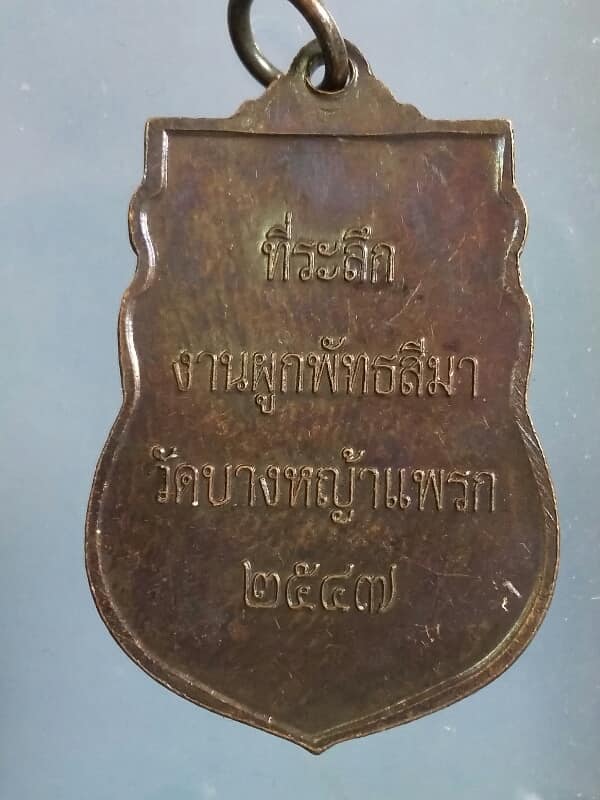 ที่ระลึก
งานผูกพัทธสีมา
วัดบางหญ้าแพรก
๒๕๔๗